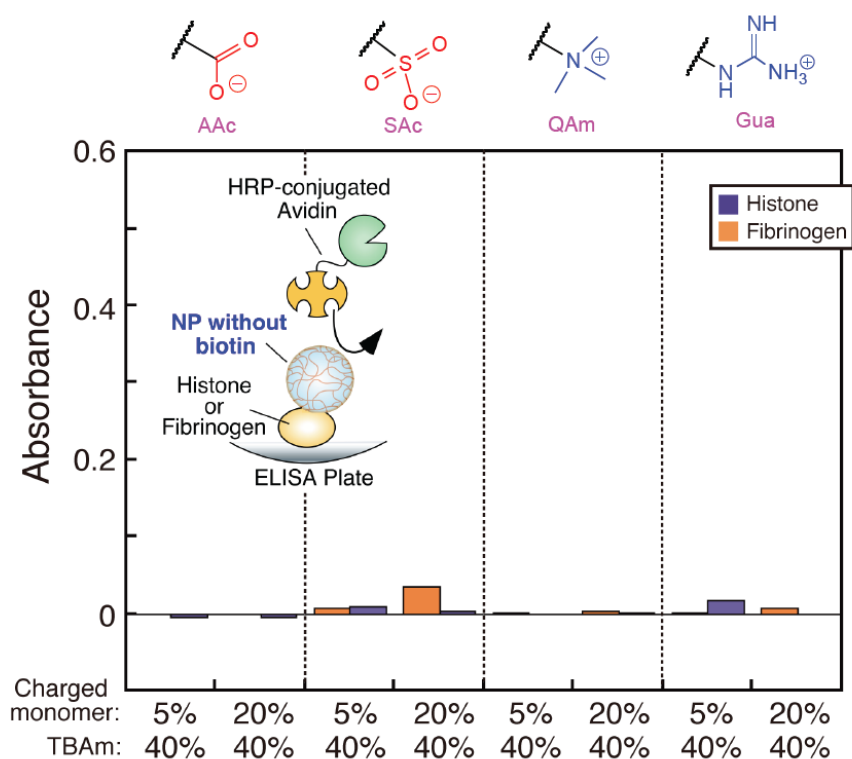 O
O
⊖
AAc
O
S
O
O
⊖
SAc
N
⊕
QAm
NH
N
H
NH₃
⊕
Gua
0.6
0.4
0.2
0
Absorbance
HRP-conjugated
Avidin
NP without
biotin
Histone
or
Fibrinogen
ELISA Plate
Histone
Fibrinogen
Charged
monomer: 5% 20% 5% 20% 5% 20% 5% 20%
TBAm: 40% 40% 40% 40% 40% 40% 40% 40%